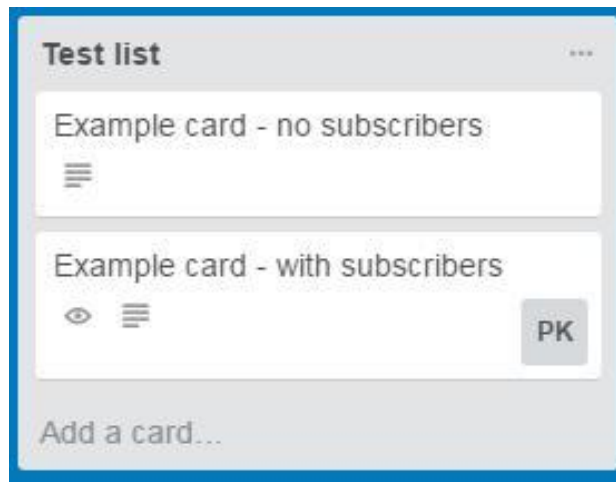 Test list
Example card - no subscribers
Example card - with subscribers
PK
Add a card...